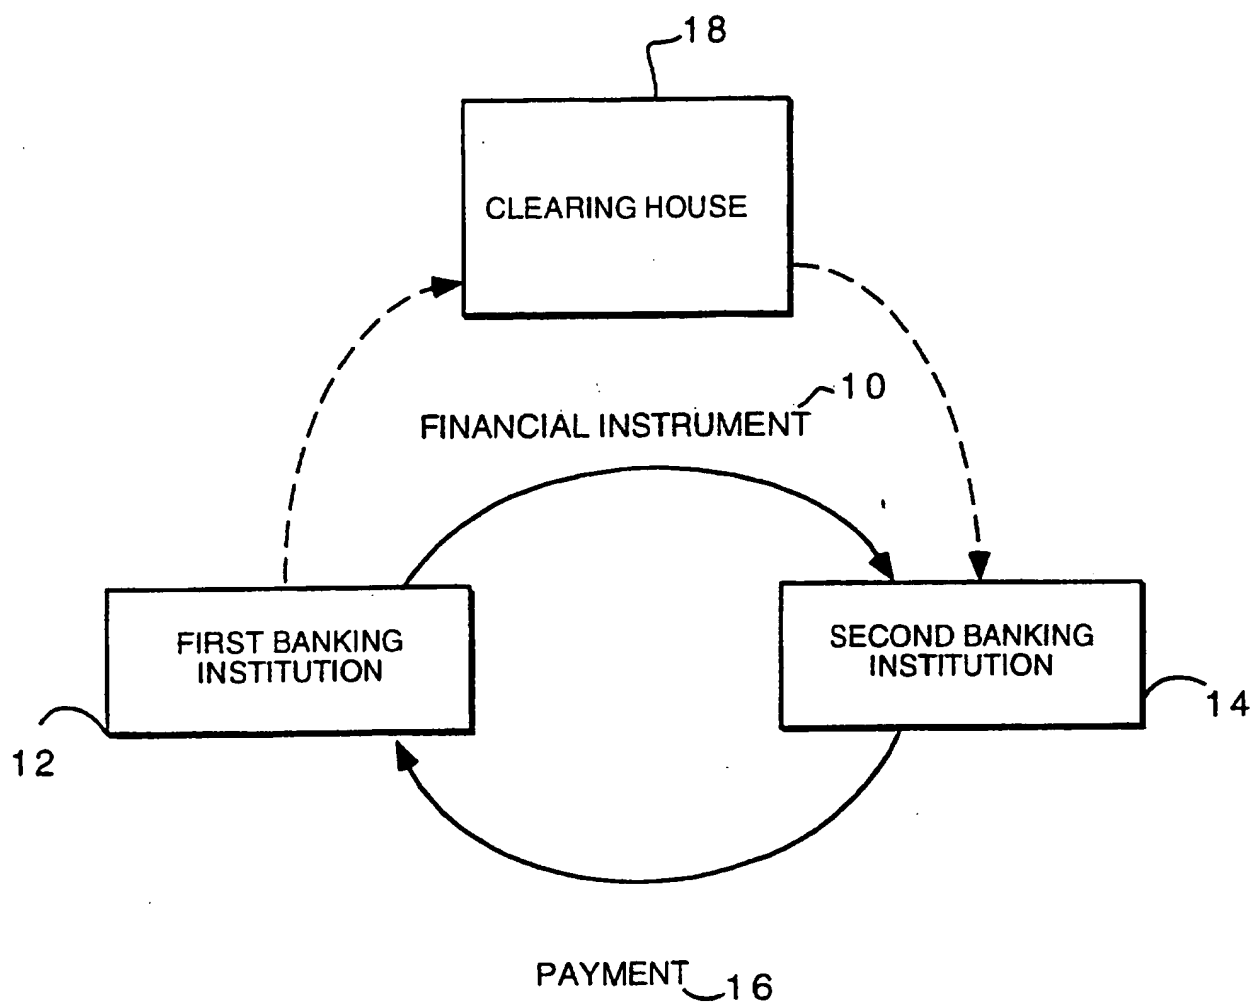 18
CLEARING HOUSE
10
FINANCIAL INSTRUMENT
FIRST BANKING
INSTITUTION
SECOND BANKING
INSTITUTION
14
12
PAYMENT
16